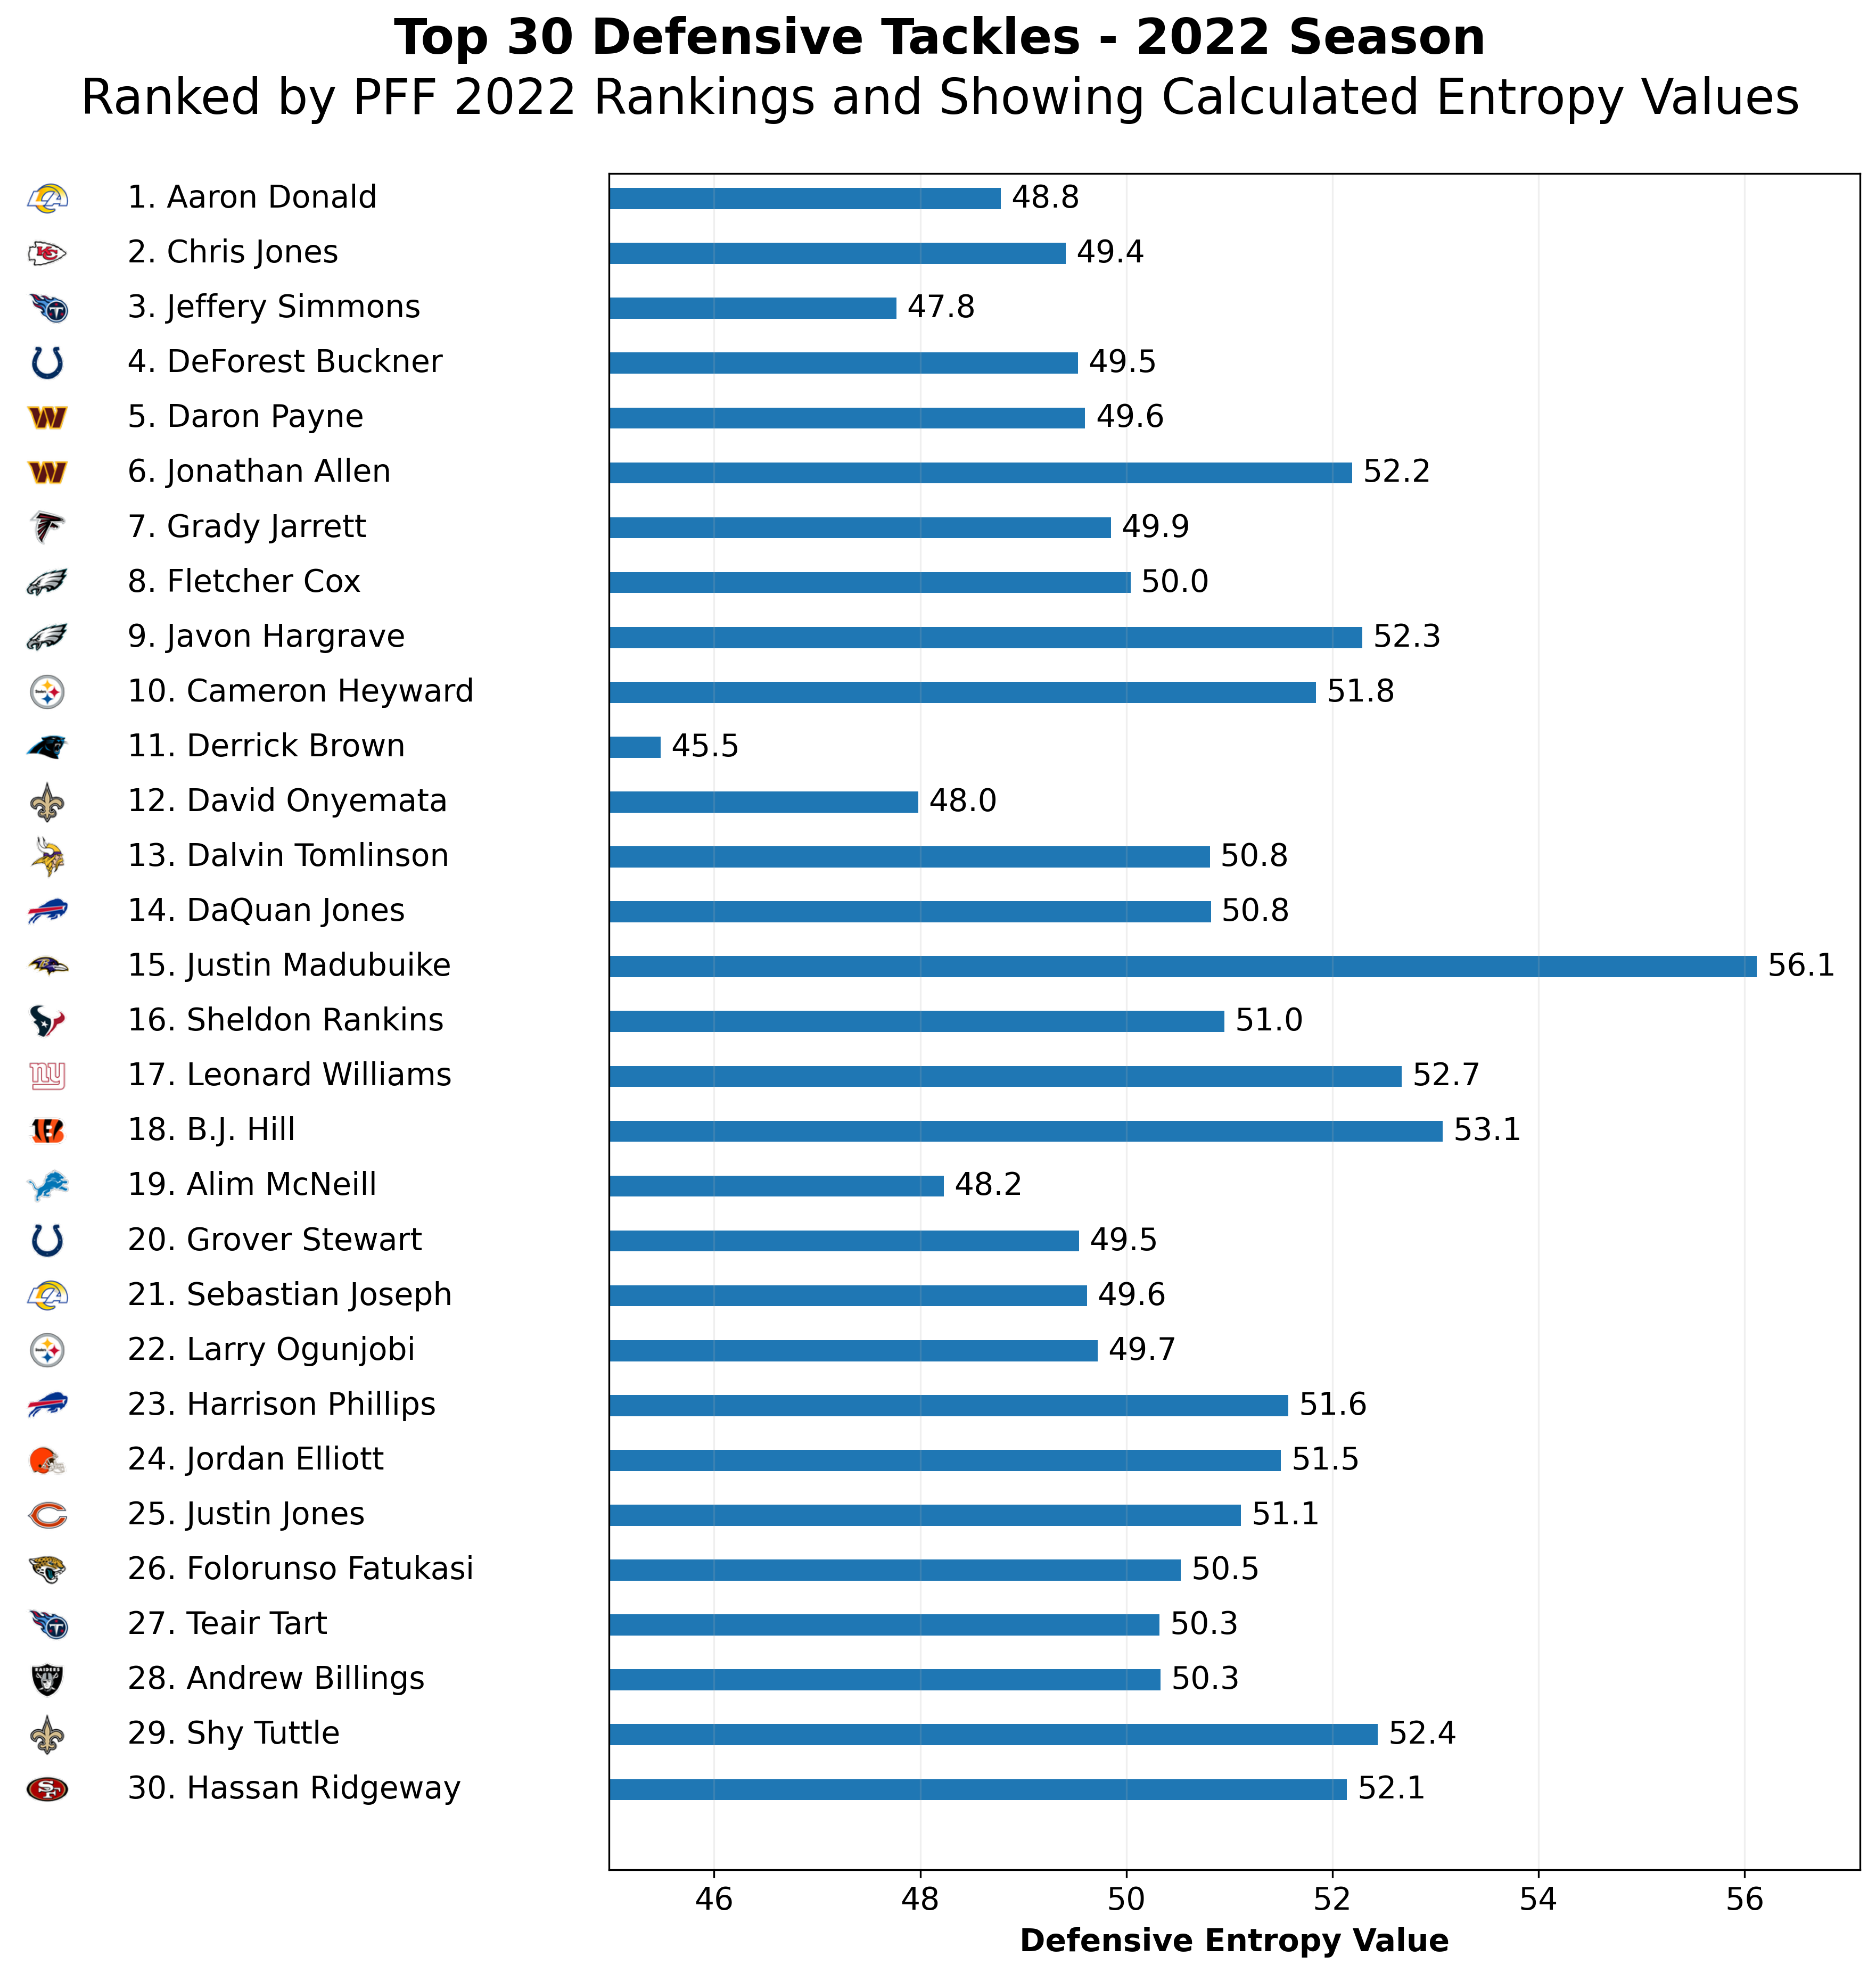 Top 30 Defensive Tackles - 2022 Season
Ranked by PFF 2022 Rankings and Showing Calculated Entropy Values
1. Aaron Donald 48.8
2. Chris Jones 49.4
3. Jeffery Simmons 47.8
4. DeForest Buckner 49.5
5. Daron Payne 49.6
6. Jonathan Allen 52.2
7. Grady Jarrett 49.9
8. Fletcher Cox 50.0
9. Javon Hargrave 52.3
10. Cameron Heyward 51.8
11. Derrick Brown 45.5
12. David Onyemata 48.0
13. Dalvin Tomlinson 50.8
14. DaQuan Jones 50.8
15. Justin Madubuike 56.1
16. Sheldon Rankins 51.0
17. Leonard Williams 52.7
18. B.J. Hill 53.1
19. Alim McNeill 48.2
20. Grover Stewart 49.5
21. Sebastian Joseph 49.6
22. Larry Ogunjobi 49.7
23. Harrison Phillips 51.6
24. Jordan Elliott 51.5
25. Justin Jones 51.1
26. Folorunso Fatukasi 50.5
27. Teair Tart 50.3
28. Andrew Billings 50.3
29. Shy Tuttle 52.4
30. Hassan Ridgeway 52.1
46 48 50 52 54 56
Defensive Entropy Value